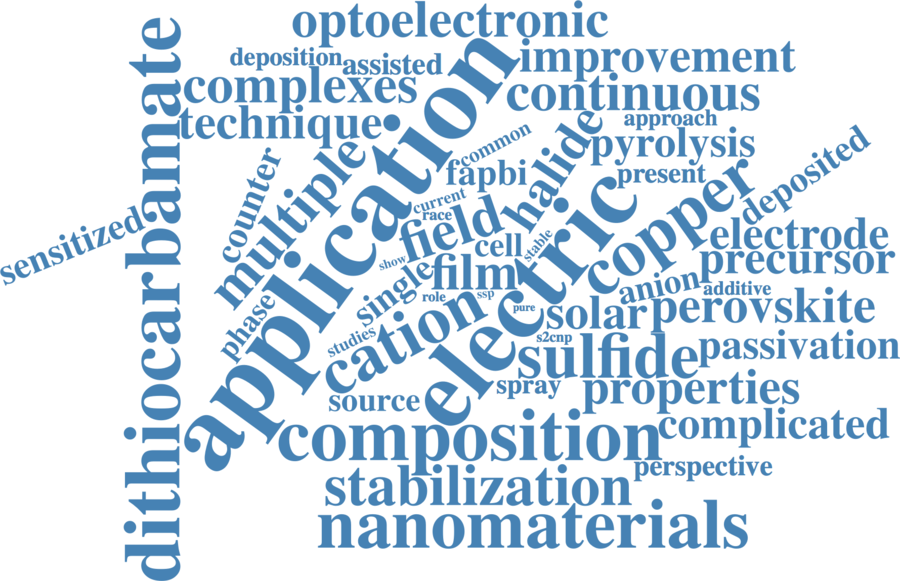 optoelectronic
deposition
assisted
improvement
complexes
continuous
technique
•
application
dithiocarbamate
approach
pyrolysis
common
halide
counter
multiple
fapbi
present
deposited
current
race
field
copper
sensitized
electric
electrode
cell
stable
show
film
precursor
single
anion
additive
role
ssp
pure
phase
solar
perovskite
cation
studies
s2cnp
sulfide
passivation
spray
properties
source
composition
complicated
perspective
stabilization
nanomaterials